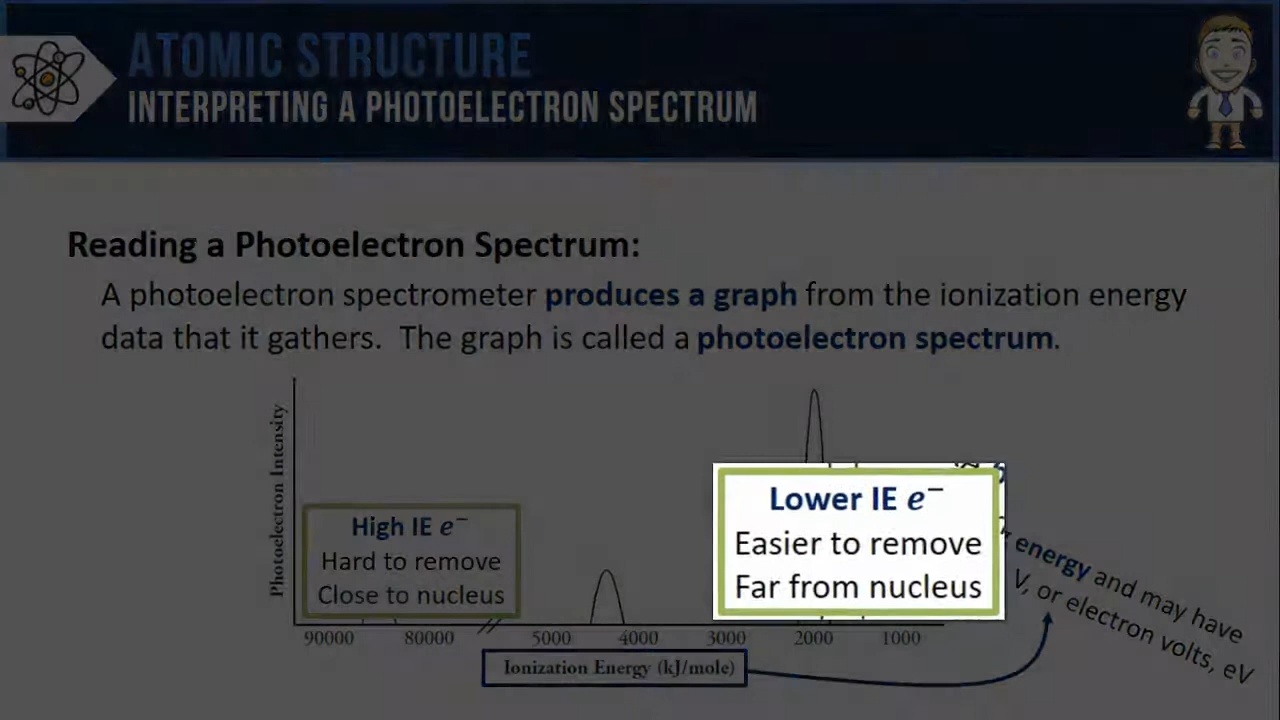 ATOMIC STRUCTURE
INTERPRETING A PHOTOELECTRON SPECTRUM
Reading a Photoelectron Spectrum:
A photoelectron spectrometer produces a graph from the ionization energy
data that it gathers. The graph is called a photoelectron spectrum.
Photoelectron Intensity
High IE e⁻
Hard to remove
Close to nucleus
Lower IE e⁻
Easier to remove
Far from nucleus
energy and may have
V, or electron volts, eV
90000 80000 5000 4000 3000 2000 1000
Ionization Energy (kJ/mole)